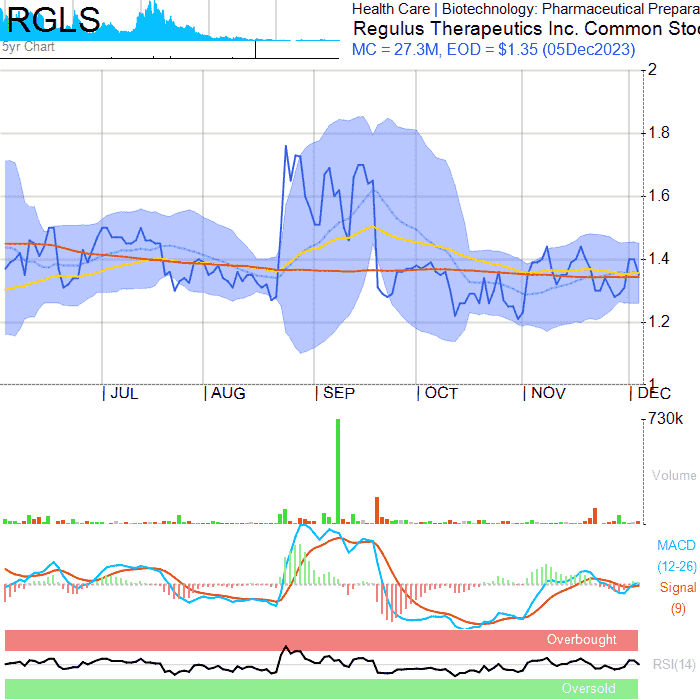 RGLS
5yr Chart
Health Care | Biotechnology: Pharmaceutical Prepara
Regulus Therapeutics Inc. Common Stoc
MC = 27.3M, EOD = $1.35 (05Dec2023)
2
1.8
1.6
1.4
1.2
1
JUL AUG SEP OCT NOV DEC
730k
Volume
MACD
(12-26)
Signal
(9)
Overbought
RSI(14)
Oversold